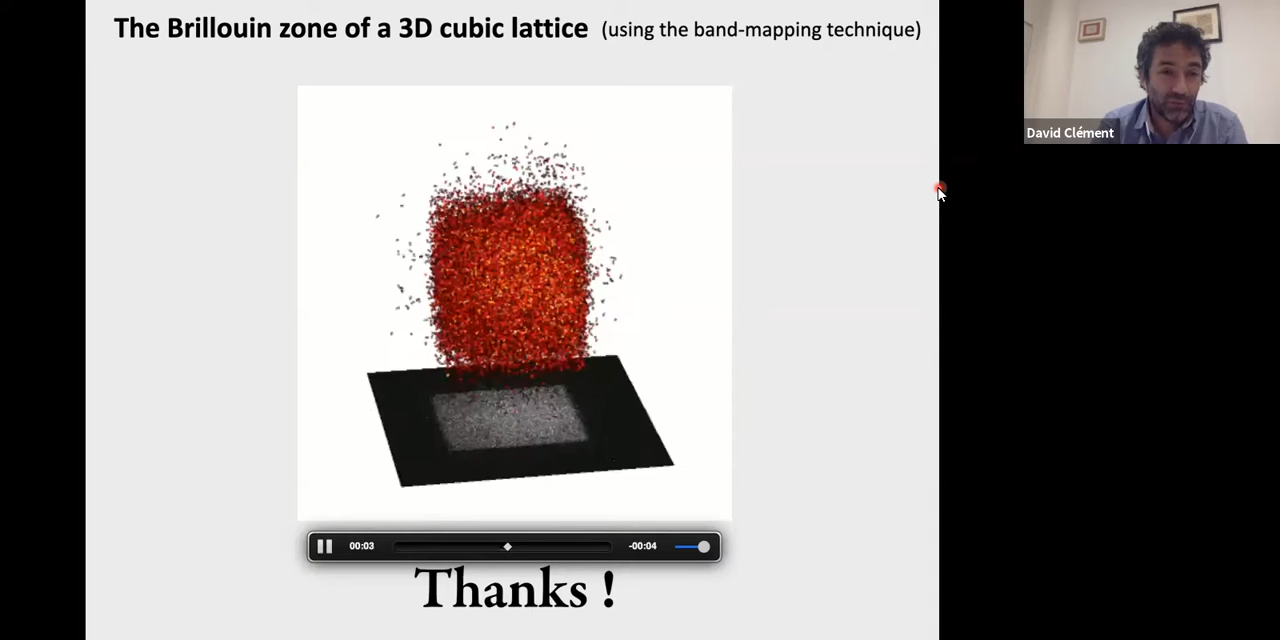 The Brillouin zone of a 3D cubic lattice (using the band-mapping technique)
David Clément
00:03
-00:04
Thanks !